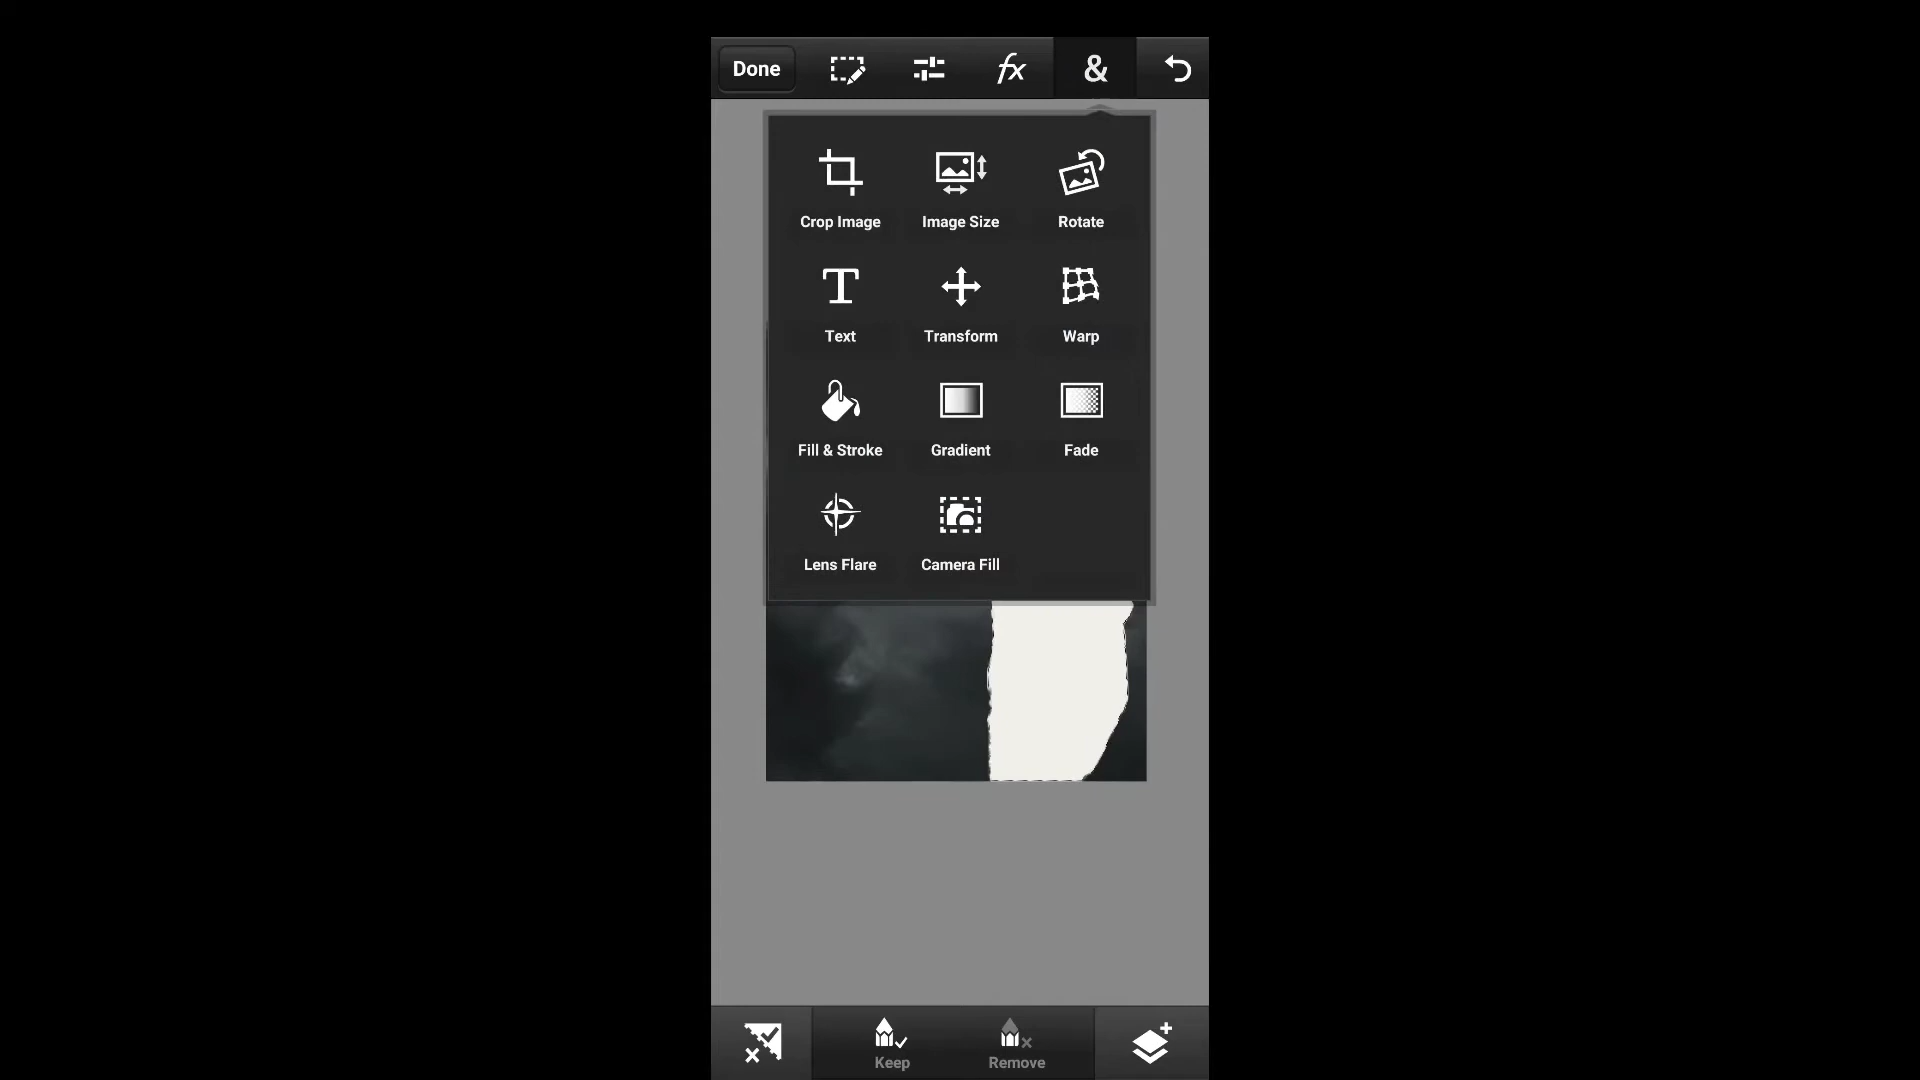 Done fx &
Crop Image Image Size Rotate
T
Text Transform Warp
Fill & Stroke Gradient Fade
Lens Flare Camera Fill
Keep Remove